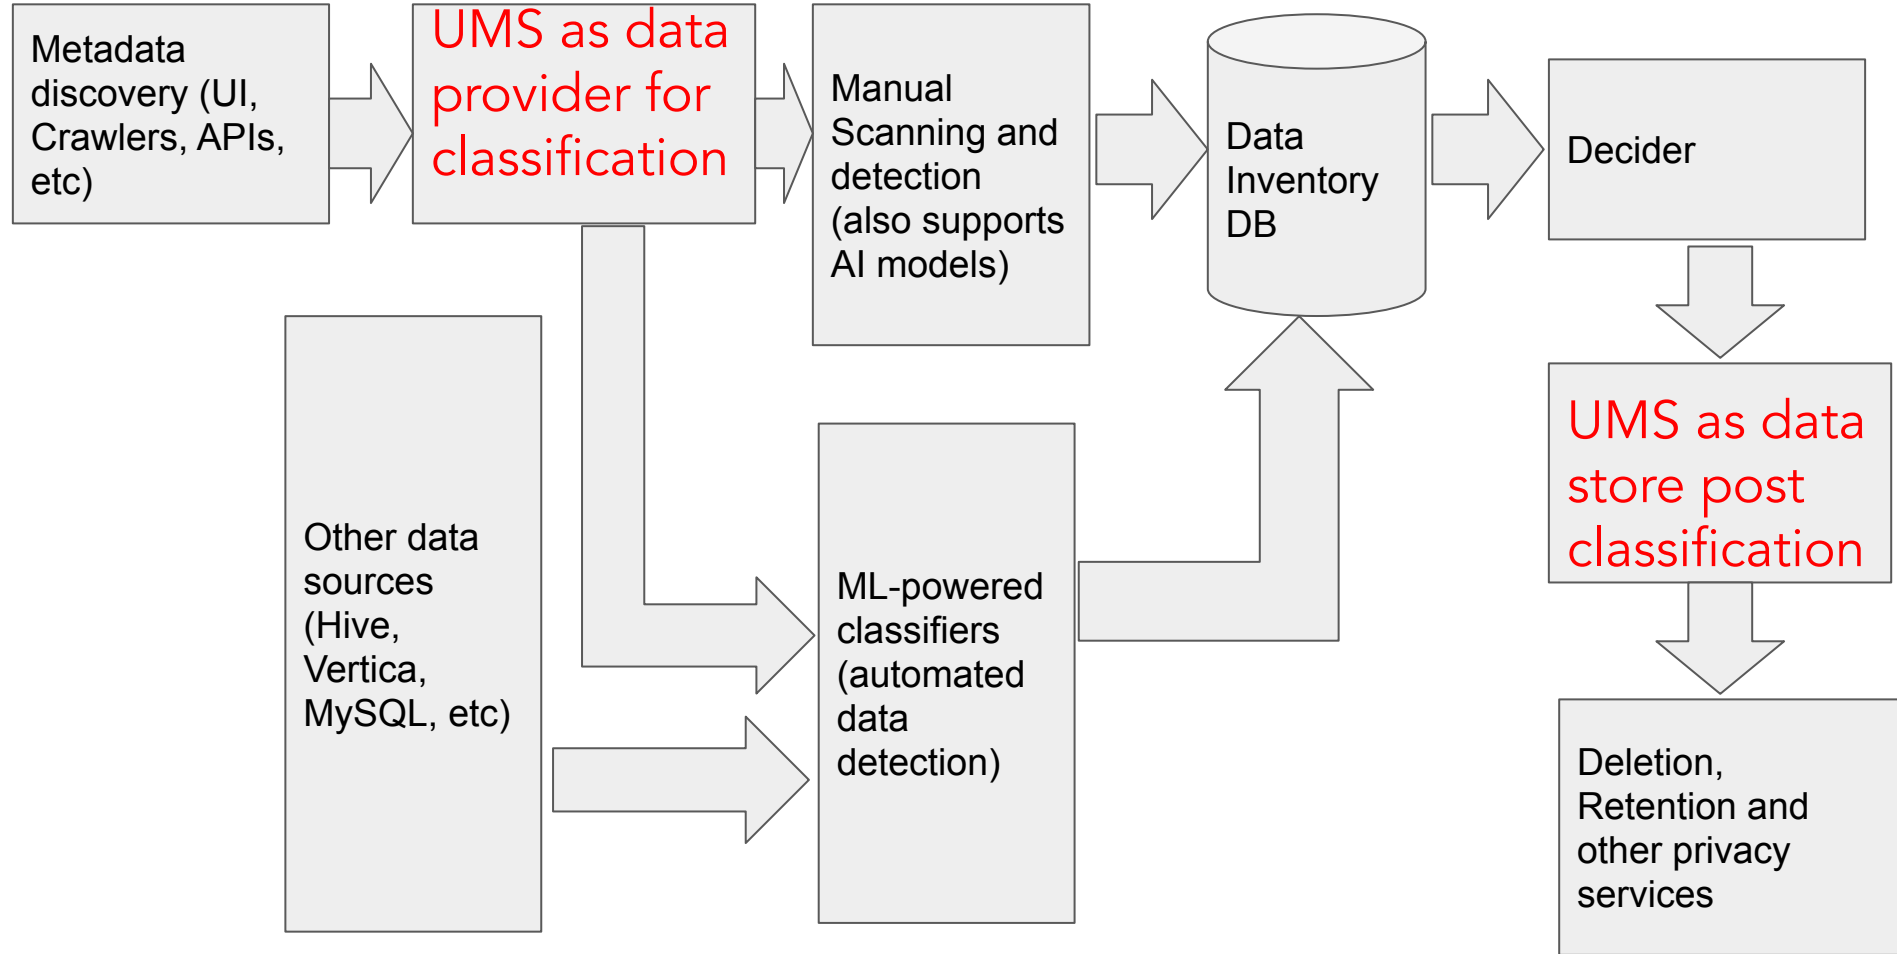 Metadata
discovery (UI,
Crawlers, APIs,
etc)
UMS as data
provider for
classification
Manual
Scanning and
detection
(also supports
AI models)
Data
Inventory
DB
Decider
Other data
sources
(Hive,
Vertica,
MySQL, etc)
ML-powered
classifiers
(automated
data
detection)
UMS as data
store post
classification
Deletion,
Retention and
other privacy
services